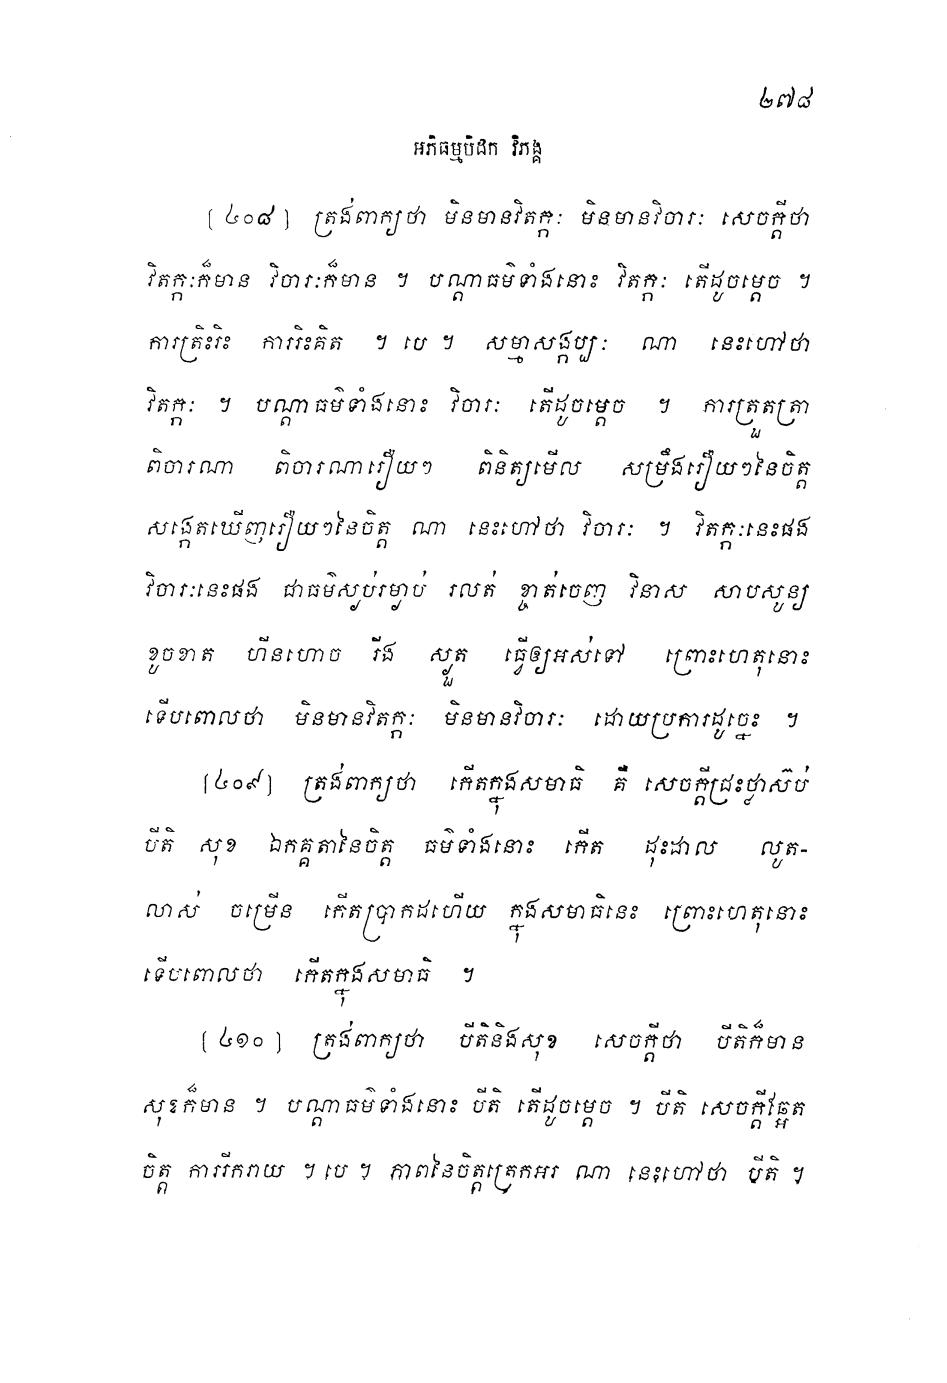 ២៧៨
អភិធម្មបិដក វិភង្គ
[៤០៨] ត្រង់ពាក្យថា មិនមានវិតក្កៈ មិនមានវិចារៈ សេចក្តីថា
វិតក្កៈក៏មាន វិចារៈក៏មាន ។ បណ្តាធម៌ទាំងនោះ វិតក្កៈ តើដូចម្តេច ។
ការត្រិះរិះ ការរិះគិត ។ បេ ។ សម្មាសង្កប្បៈ ណា នេះហៅថា
វិតក្កៈ ។ បណ្តាធម៌ទាំងនោះ វិចារៈ តើដូចម្តេច ។ ការត្រួតត្រា
ពិចារណា ពិចារណារឿយៗ ពិនិត្យមើល សម្រឹងរឿយៗនៃចិត្ត
សង្កេតឃើញរឿយៗនៃចិត្ត ណា នេះហៅថា វិចារៈ ។ វិតក្កៈនេះផង
វិចារៈនេះផង ជាធម៌ស្ងប់រម្ងាប់ រលត់ ខ្ចាត់ចេញ វិនាស សាបសូន្យ
ខូចខាត ហីនហោច រីង ស្ងួត ធ្វើឲ្យអស់ទៅ ព្រោះហេតុនោះ
ទើបពោលថា មិនមានវិតក្កៈ មិនមានវិចារៈ ដោយប្រការដូច្នេះ ។
[៤០៩] ត្រង់ពាក្យថា កើតក្នុងសមាធិ គឺ សេចក្តីជ្រះថ្លាស៊ប់
បីតិ សុខ ឯកគ្គតានៃចិត្ត ធម៌ទាំងនោះ កើត ដុះដាល លូត-
លាស់ ចម្រើន កើតប្រាកដហើយ ក្នុងសមាធិនេះ ព្រោះហេតុនោះ
ទើបពោលថា កើតក្នុងសមាធិ ។
[៤១០] ត្រង់ពាក្យថា បីតិនិងសុខ សេចក្តីថា បីតិក៏មាន
សុខក៏មាន ។ បណ្តាធម៌ទាំងនោះ បីតិ តើដូចម្តេច ។ បីតិ សេចក្តីឆ្អែត
ចិត្ត ការរីករាយ ។ បេ ។ ភាពនៃចិត្តត្រេកអរ ណា នេះហៅថា បីតិ ។